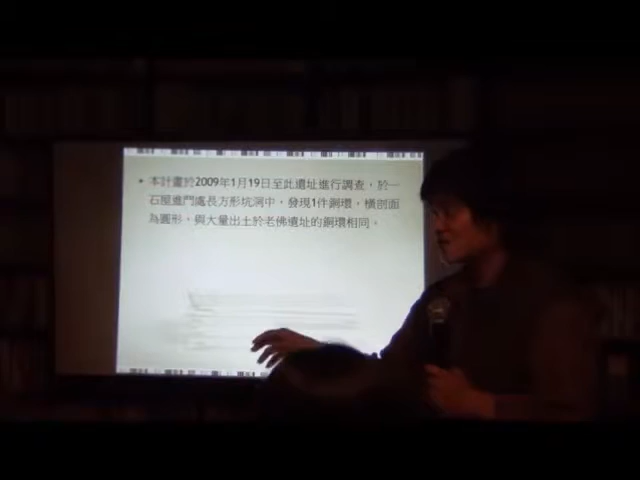 • 本計畫於2009年1月19日至此遺址進行調查，於一
石屋進門處長方形坑洞中，發現1件銅環，橫剖面
為圓形，與大量出土於老佛遺址的銅環相同。